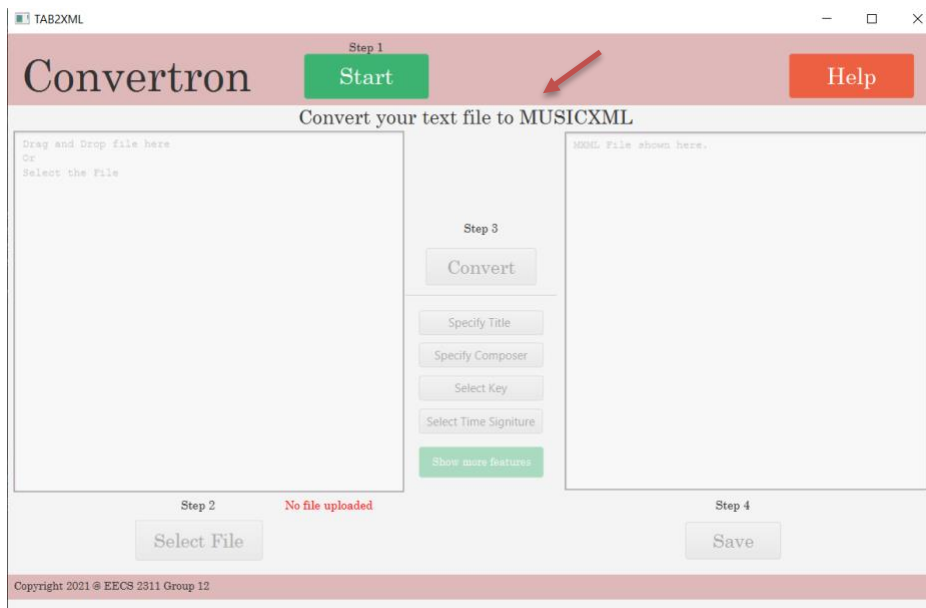 TAB2XML
Step 1
Convertron
Start
Help
Convert your text file to MUSICXML
Drag and Drop file here
Or
Select the File
MXML File shown here.
Step 3
Convert
Specify Title
Specify Composer
Select Key
Select Time Signiture
Show more features
Step 2
No file uploaded
Step 4
Select File
Save
Copyright 2021 @ EECS 2311 Group 12